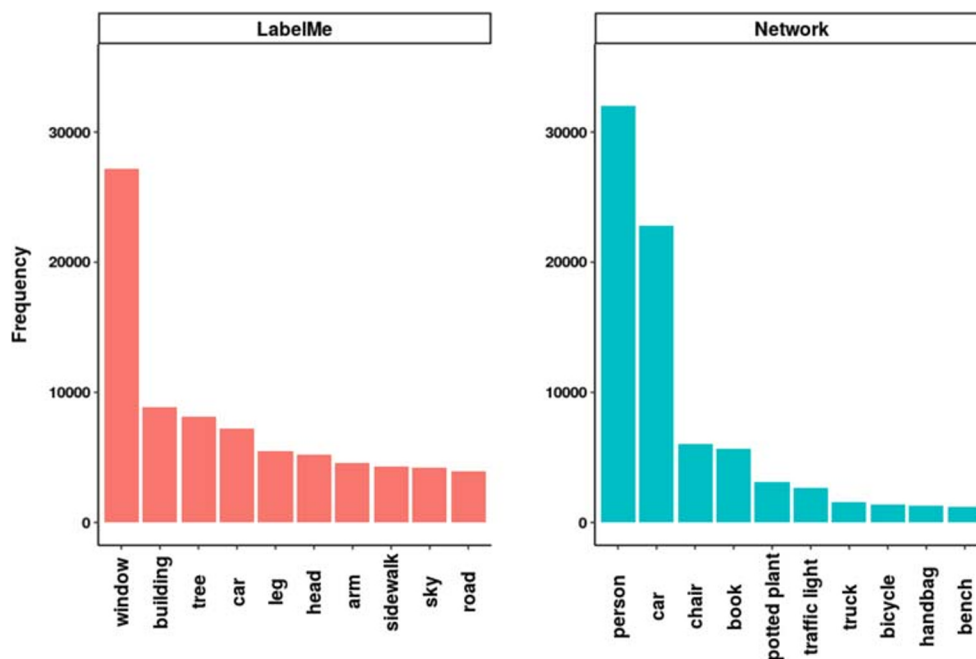 LabelMe
Network
Frequency
30000
20000
10000
0
window
building
tree
car
leg
head
arm
sidewalk
sky
road
30000
20000
10000
0
person
car
chair
book
potted plant
traffic light
truck
bicycle
handbag
bench